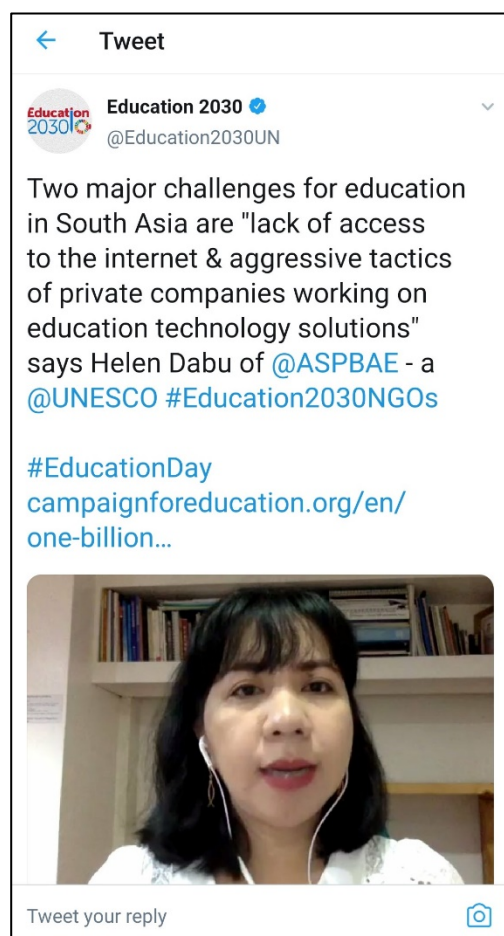 Tweet
Education
2030
Education 2030
@Education2030UN
Two major challenges for education
in South Asia are "lack of access
to the internet & aggressive tactics
of private companies working on
education technology solutions"
says Helen Dabu of @ASPBAE - a
@UNESCO #Education2030NGOs
#EducationDay
campaignforeducation.org/en/
one-billion...
Tweet your reply